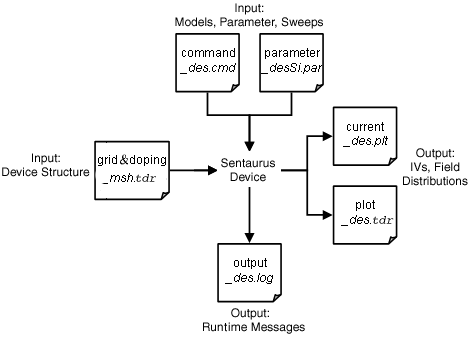 Input:
Models, Parameter, Sweeps
command
_des.cmd
parameter
_desSi.par
Input:
Device Structure
grid&doping
_msh.tdr
Sentaurus
Device
current
_des.plt
plot
_des.tdr
Output:
IVs, Field
Distributions
output
_des.log
Output:
Runtime Messages